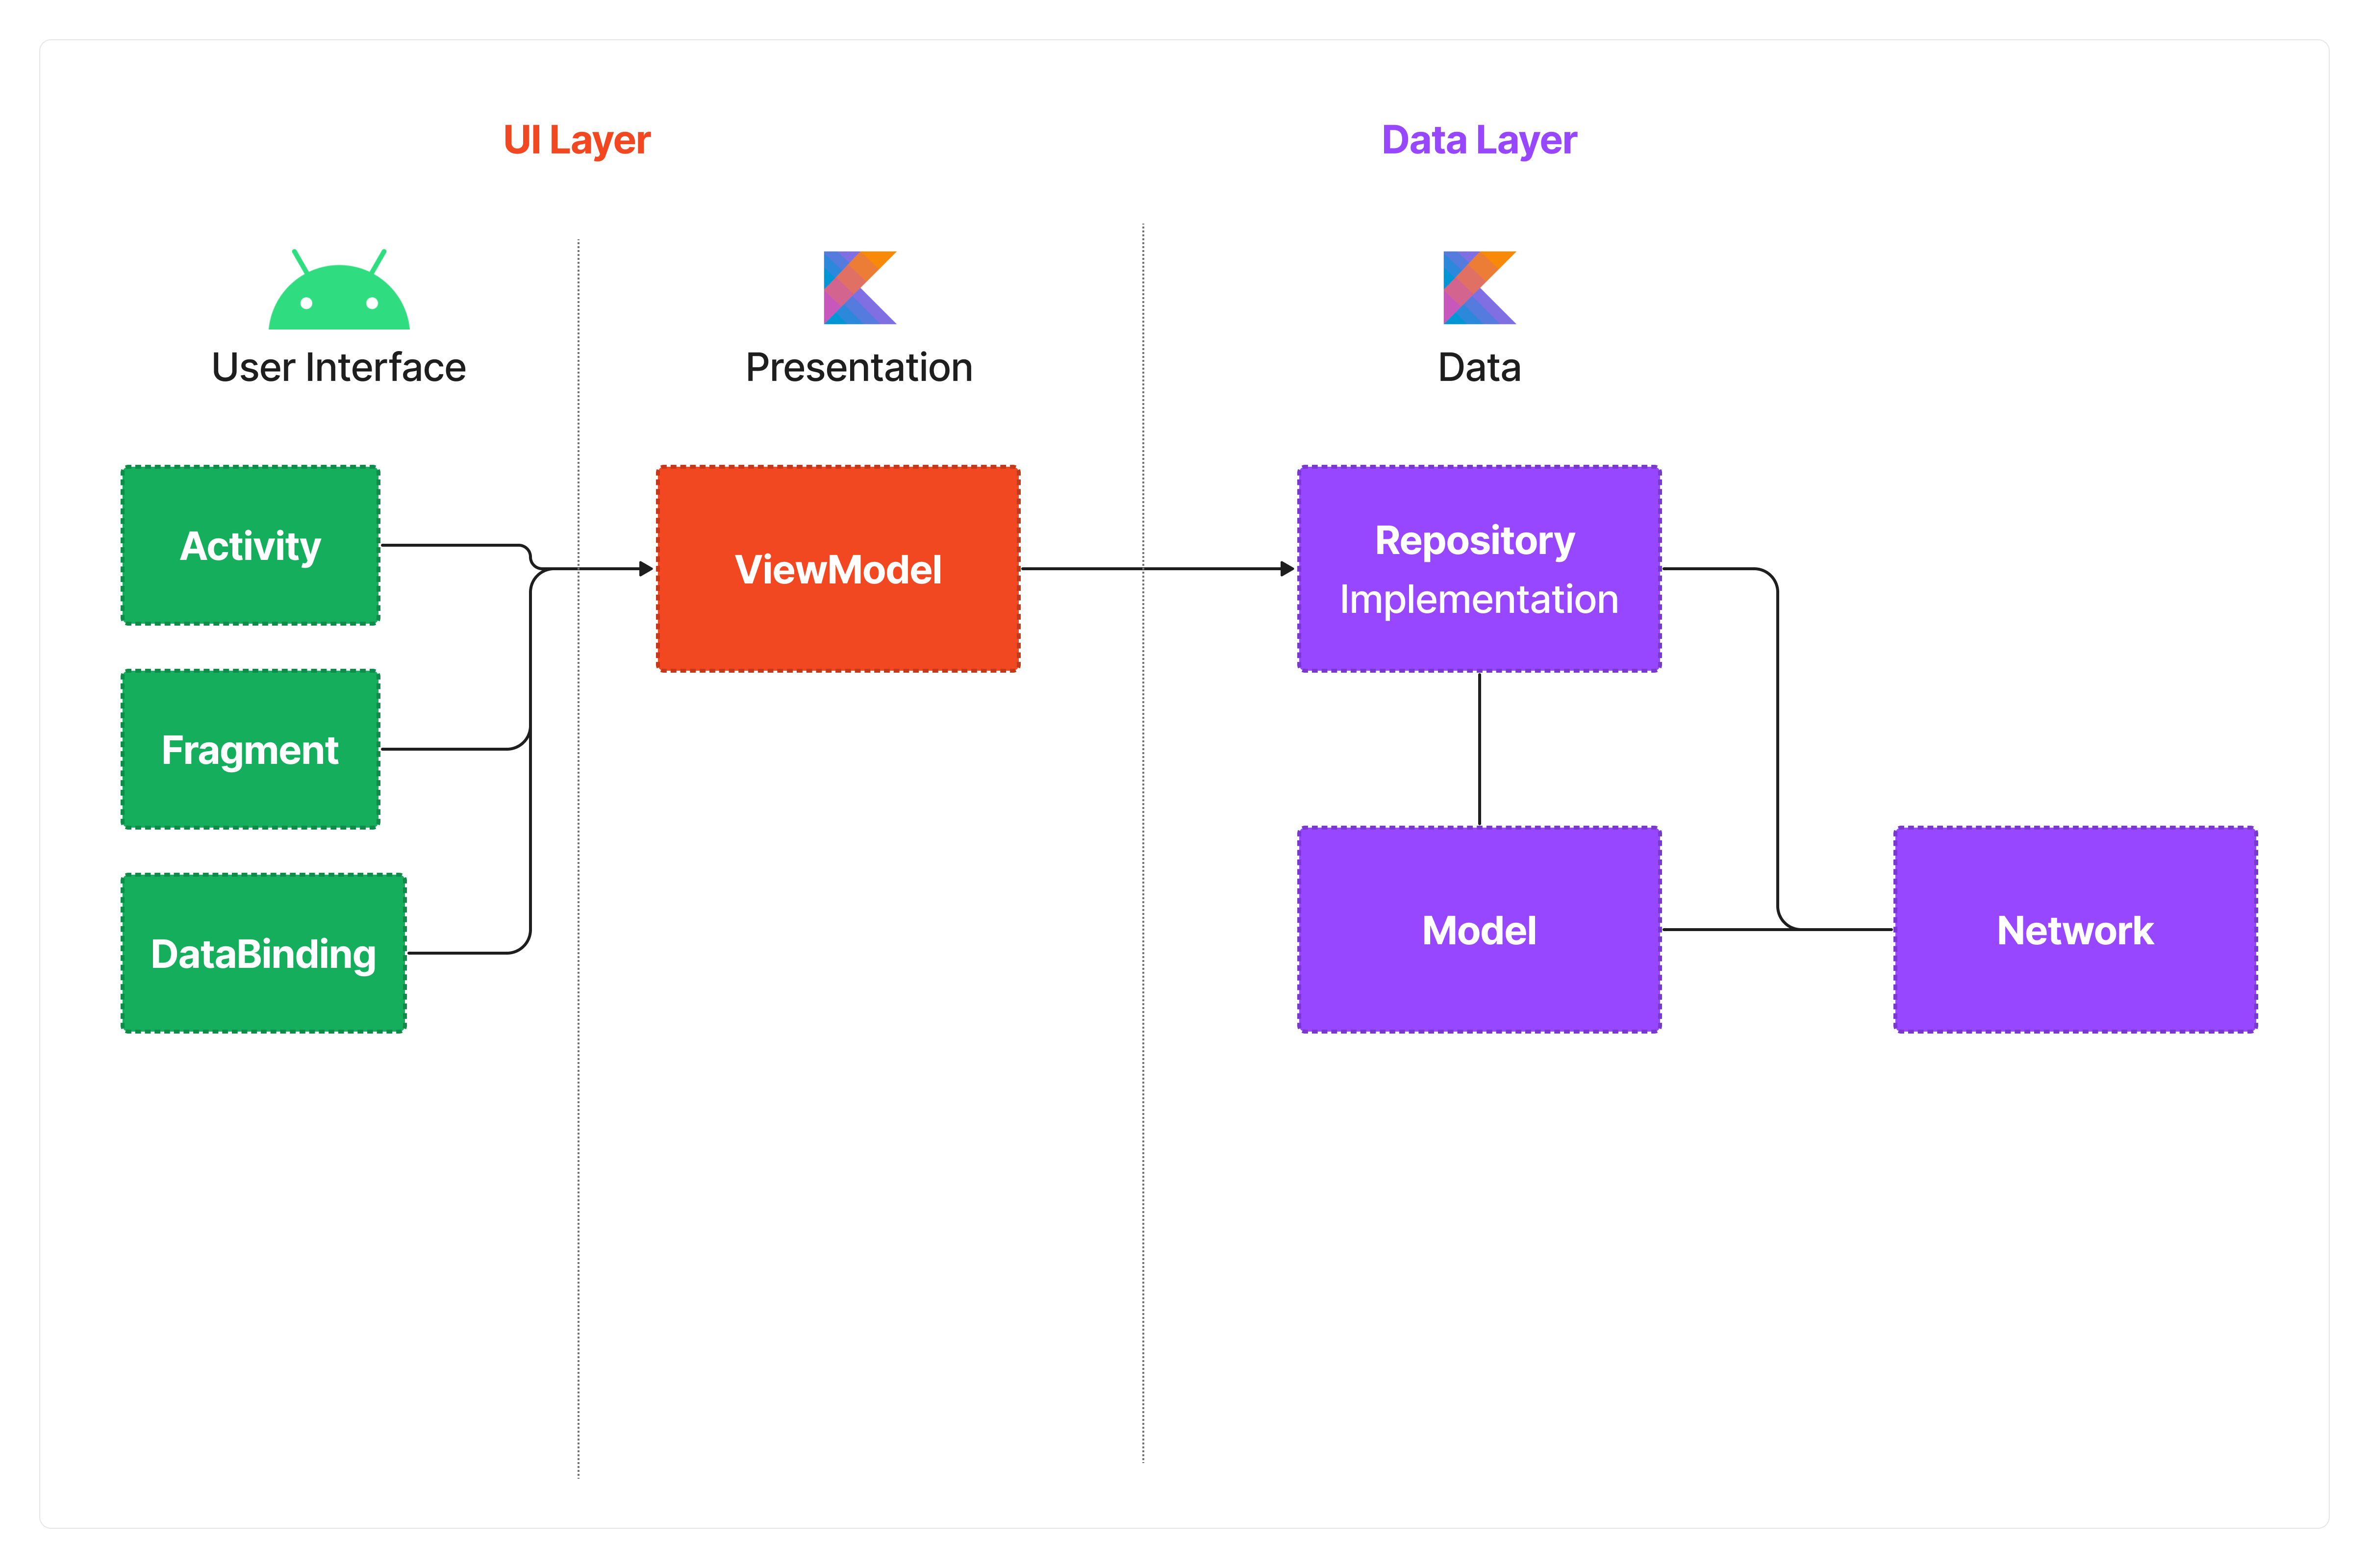 UI Layer
Data Layer
User Interface
Presentation
Data
Activity
Fragment
DataBinding
ViewModel
Repository
Implementation
Model
Network